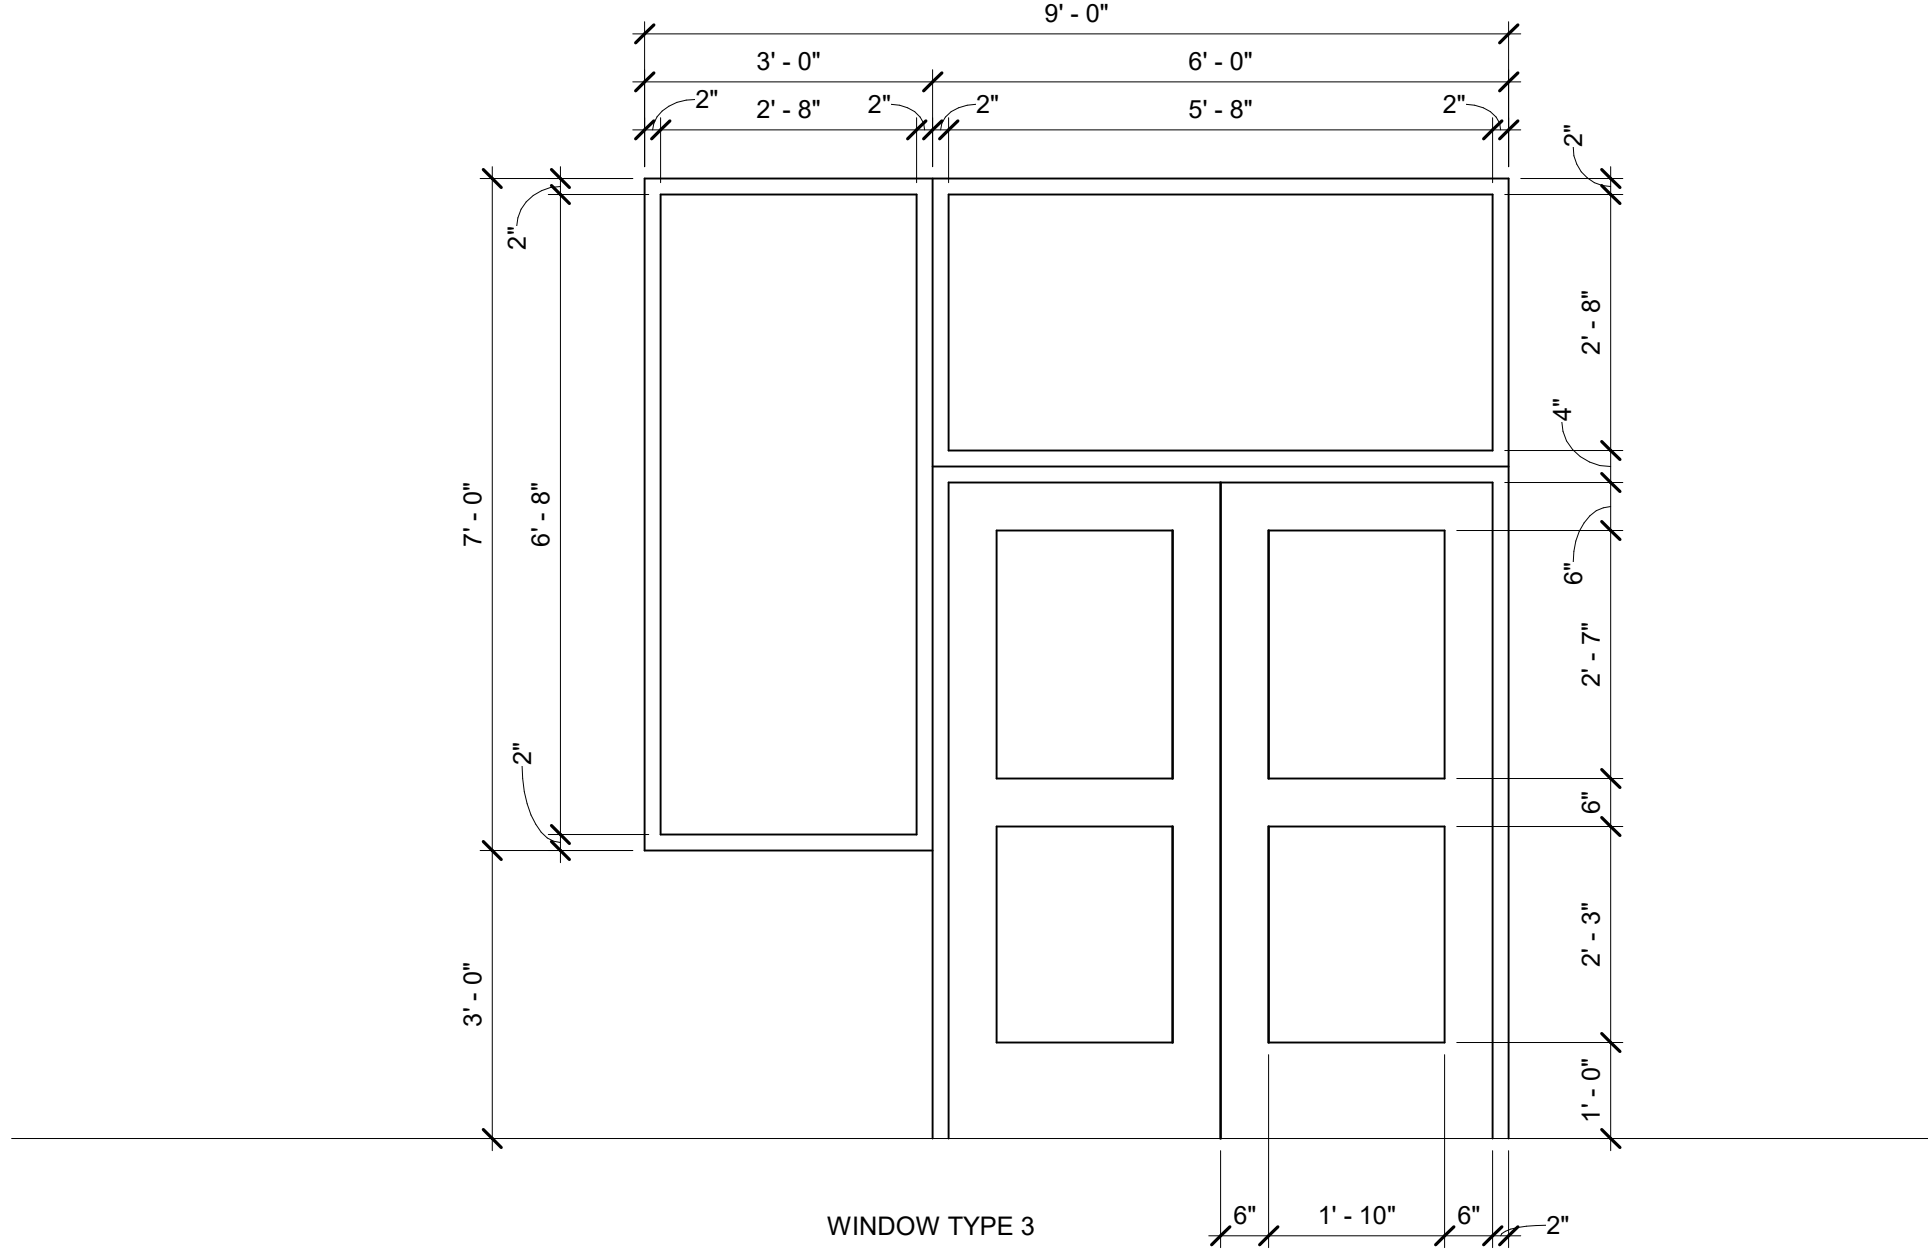 9' - 0"
3' - 0" 6' - 0"
2" 2' - 8" 2" 2" 5' - 8" 2"
2"
2"
2' - 8"
4"
7' - 0" 6' - 8"
6"
2' - 7"
2"
6"
2' - 3"
3' - 0"
1' - 0"
6" 1' - 10" 6" 2"
WINDOW TYPE 3